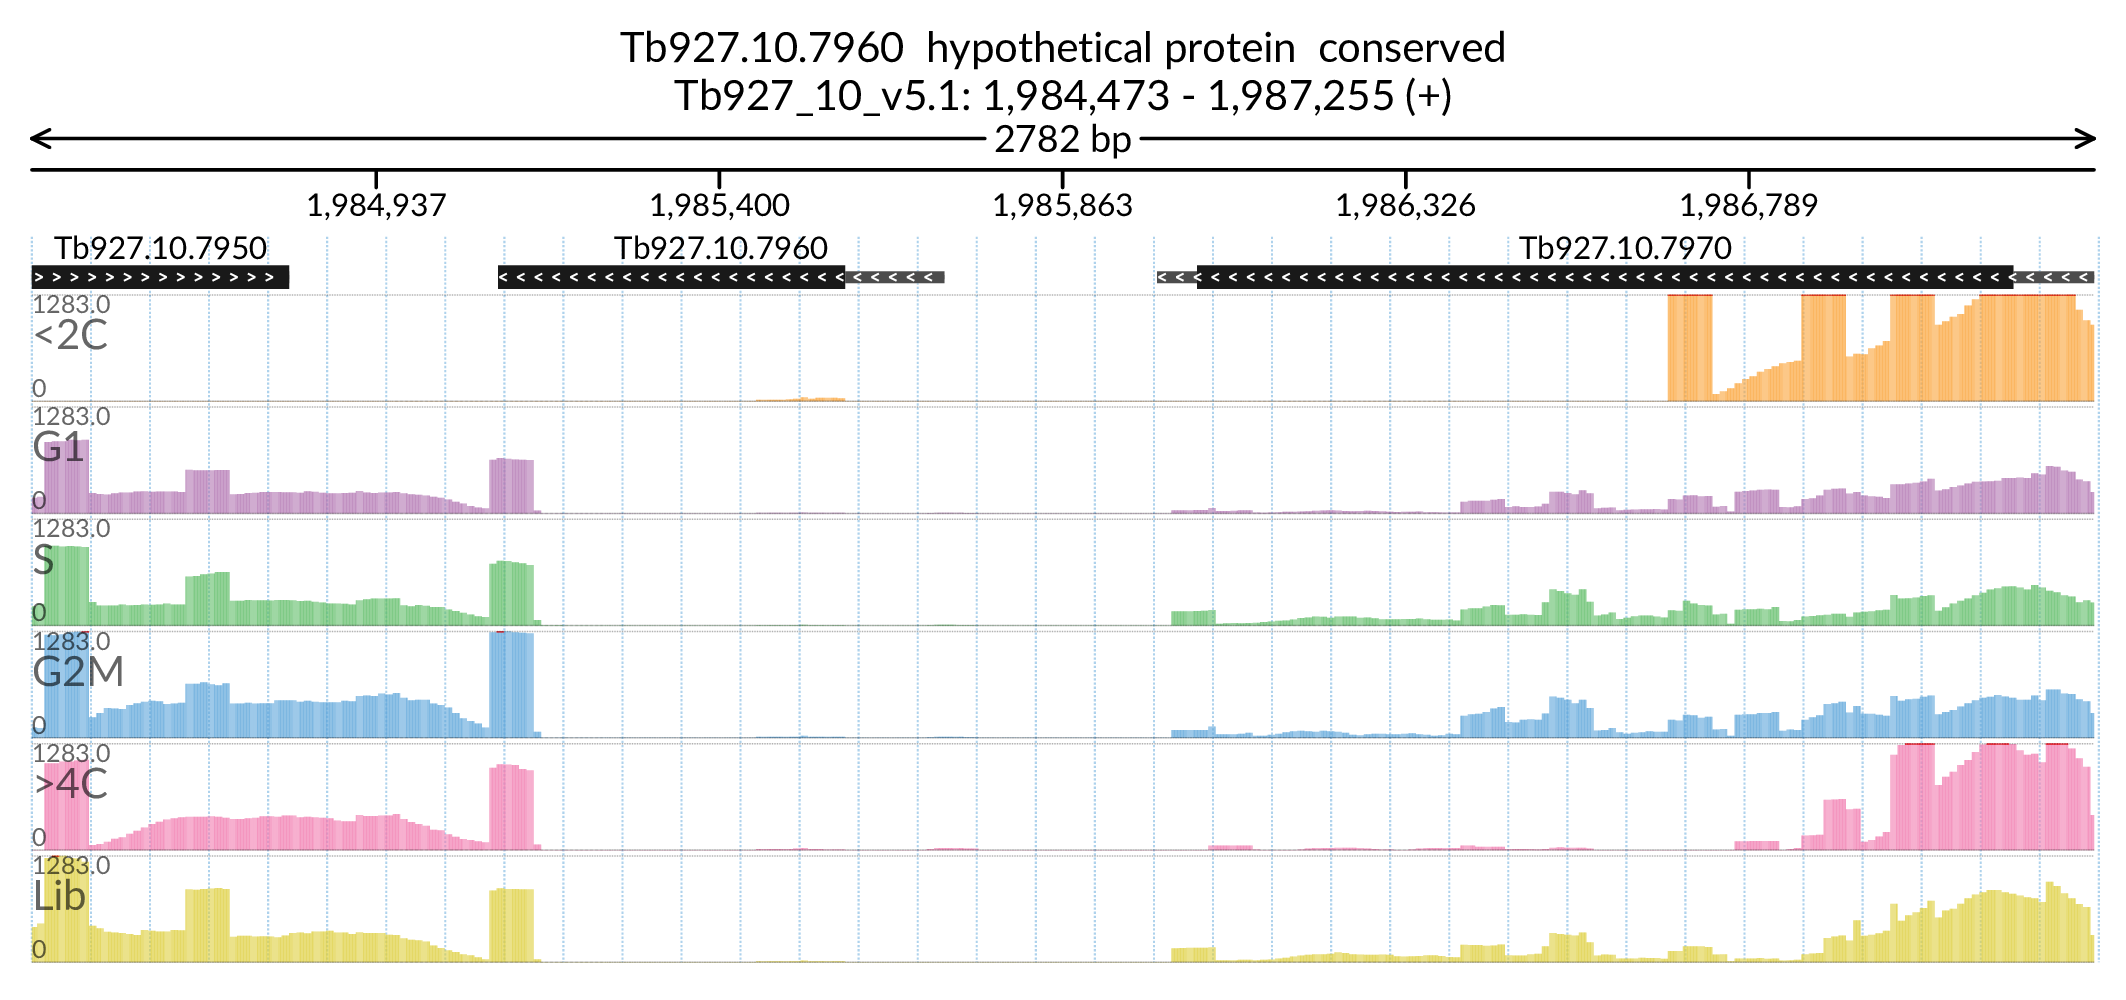 Tb927.10.7960 hypothetical protein conserved
Tb927_10_v5.1: 1,984,473 - 1,987,255 (+)
2782 bp
1,984,937 1,985,400 1,985,863 1,986,326 1,986,789
Tb927.10.7950 Tb927.10.7960 Tb927.10.7970
1283.0
<2C
0
1283.0
G1
0
1283.0
S
0
1283.0
G2M
0
1283.0
>4C
0
1283.0
Lib
0